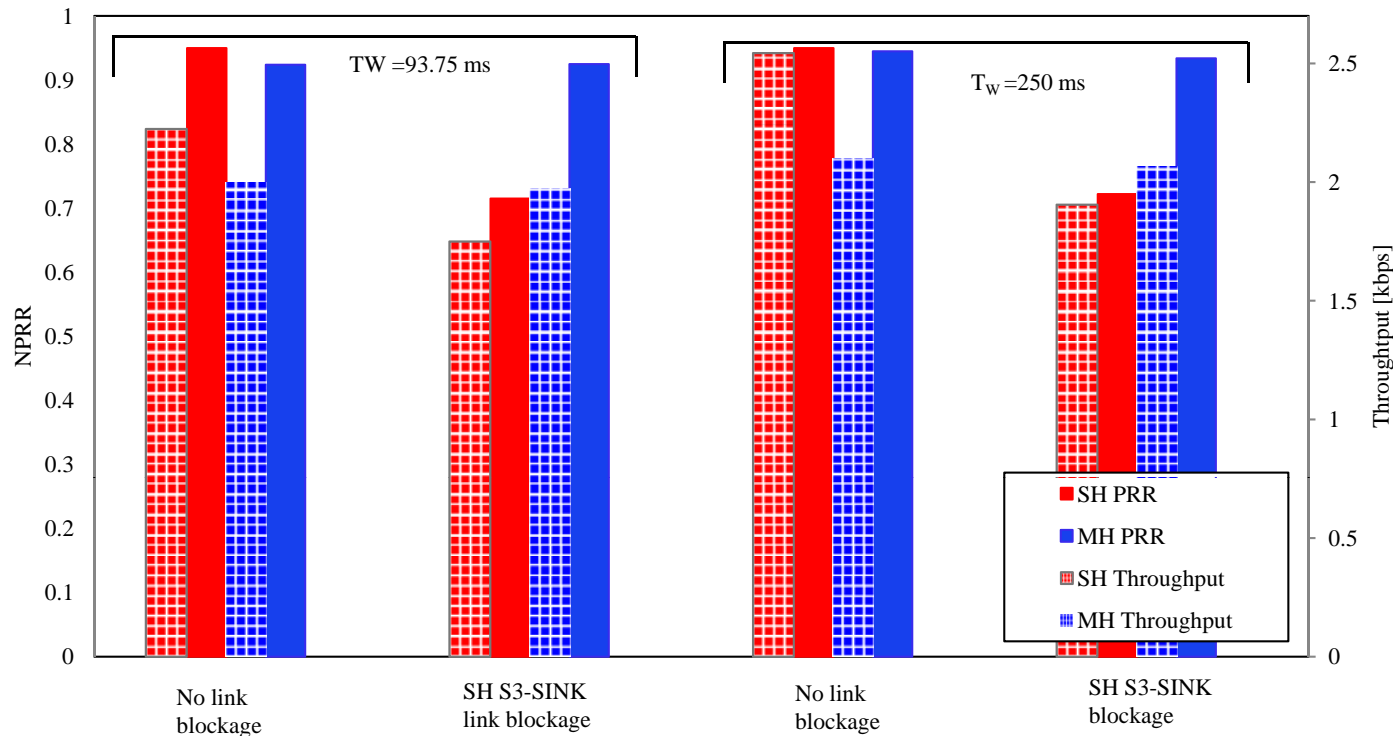 1
0.9
0.8
0.7
0.6
0.5
0.4
0.3
0.2
0.1
0
NPRR
TW =93.75 ms
T_W =250 ms
2.5
2
1.5
1
0.5
0
Throughtput [kbps]
SH PRR
MH PRR
SH Throughput
MH Throughput
No link
blockage
SH S3-SINK
link blockage
No link
blockage
SH S3-SINK
blockage